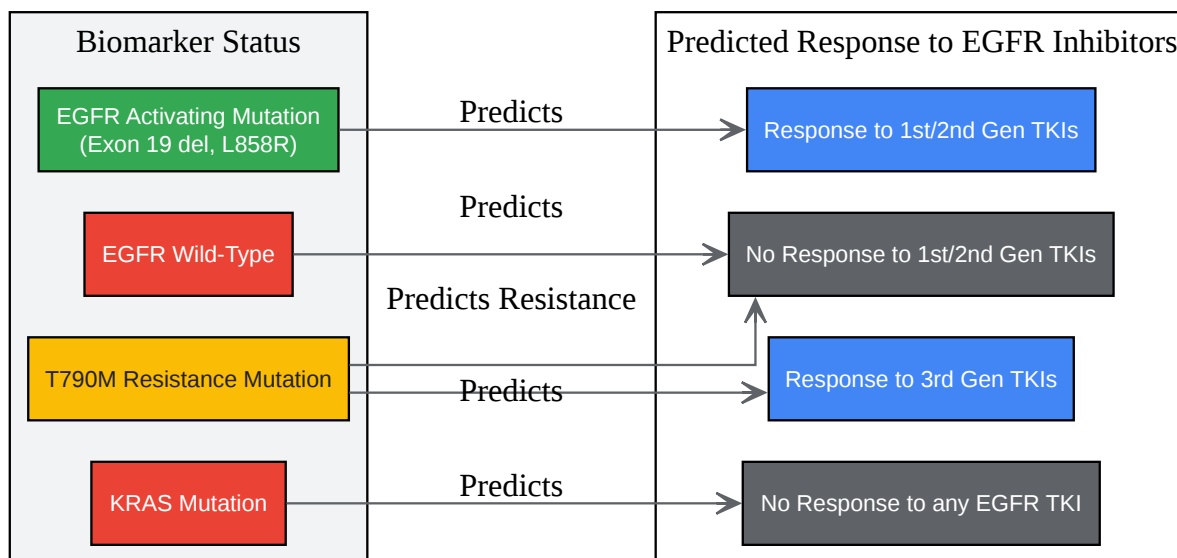 Biomarker Status
Predicted Response to EGFR Inhibitors
EGFR Activating Mutation
(Exon 19 del, L858R)
Predicts
Response to 1st/2nd Gen TKIs
EGFR Wild-Type
Predicts
No Response to 1st/2nd Gen TKIs
Predicts Resistance
T790M Resistance Mutation
Predicts
Response to 3rd Gen TKIs
KRAS Mutation
Predicts
No Response to any EGFR TKI